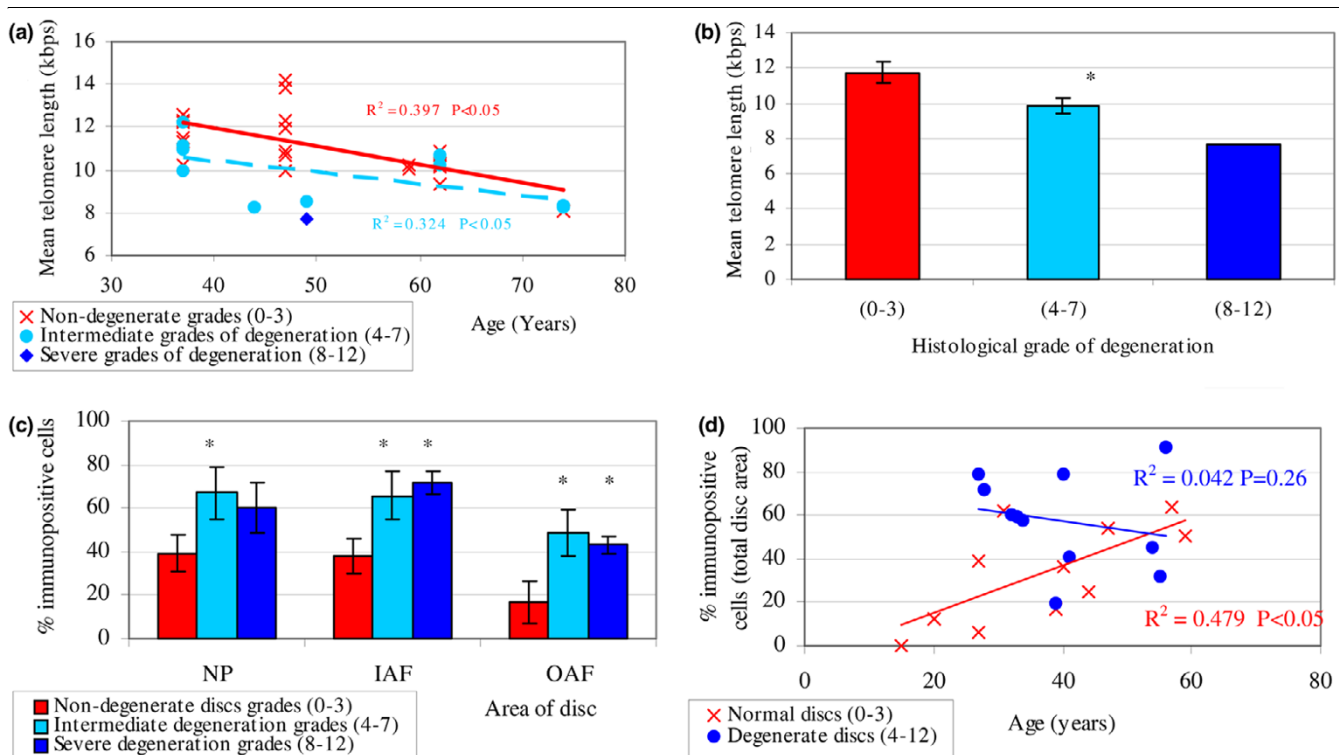 (a)
Mean telomere length (kbps)
16
14
12
10
8
6
R² = 0.397 P<0.05
R² = 0.324 P<0.05
30 40 50 60 70 80
Age (Years)
Non-degenerate grades (0-3)
Intermediate grades of degeneration (4-7)
Severe grades of degeneration (8-12)
(b)
Mean telomere length (kbps)
16
14
12
10
8
6
4
2
0
*
(0-3) (4-7) (8-12)
Histological grade of degeneration
(c)
% immunopositive cells
100
80
60
40
20
0
* * * * *
NP IAF OAF
Area of disc
Non-degenerate discs grades (0-3)
Intermediate degeneration grades (4-7)
Severe degeneration grades (8-12)
(d)
% immunopositive
cells (total disc area)
100
80
60
40
20
0
R² = 0.042 P=0.26
R² = 0.479 P<0.05
0 20 40 60 80
Age (years)
Normal discs (0-3)
Degenerate discs (4-12)